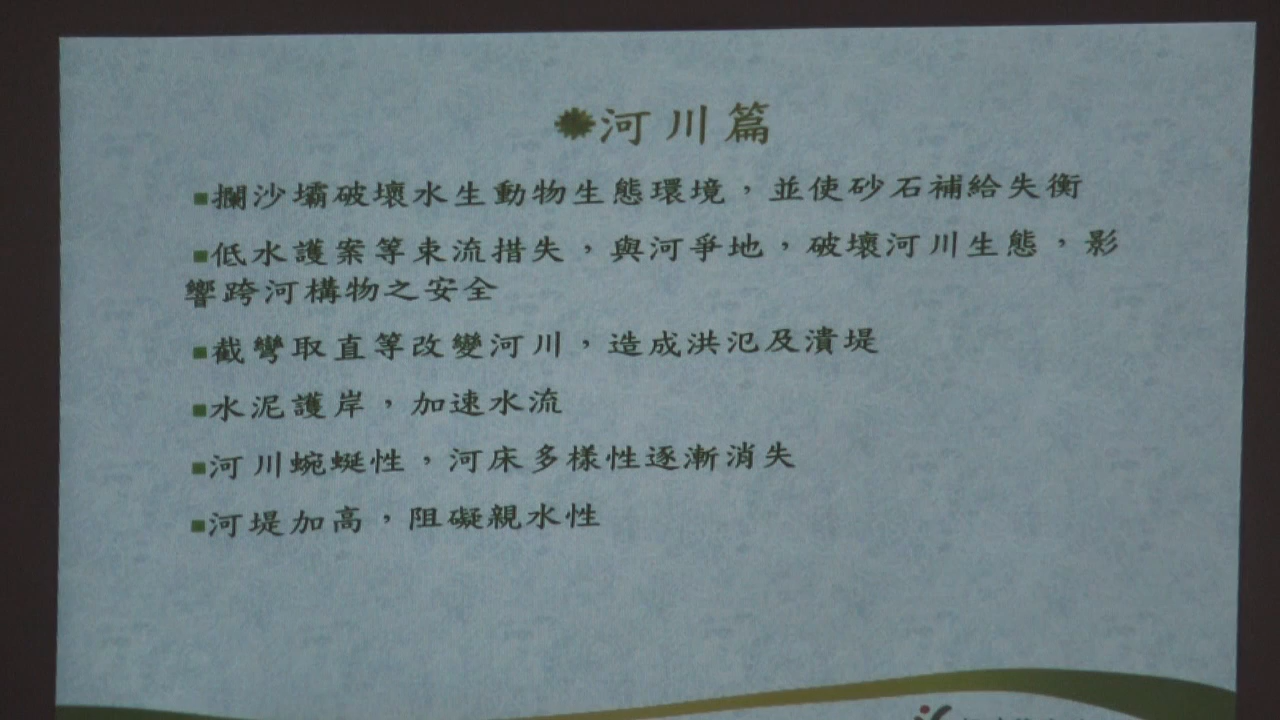 河川篇
攔沙壩破壞水生動物生態環境，並使砂石補給失衡
低水護案等束流措失，與河爭地，破壞河川生態，影
響跨河構物之安全
截彎取直等改變河川，造成洪氾及潰堤
水泥護岸，加速水流
河川蜿蜒性，河床多樣性逐漸消失
河堤加高，阻礙親水性